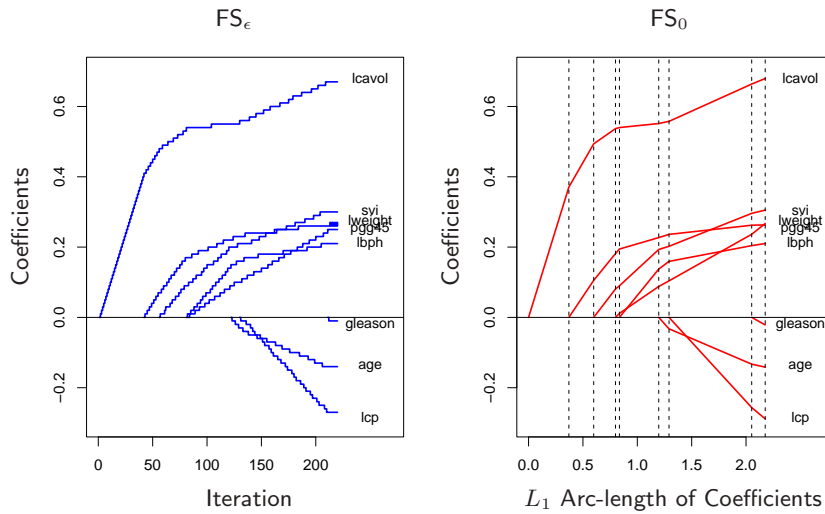 FS_ϵ
Coefficients
0.6
0.4
0.2
0.0
−0.2
lcavol
svi
lweight
pgg45
lbph
gleason
age
lcp
0 50 100 150 200
Iteration
FS_0
Coefficients
0.6
0.4
0.2
0.0
−0.2
lcavol
svi
lweight
pgg45
lbph
gleason
age
lcp
0.0 0.5 1.0 1.5 2.0
L_1 Arc-length of Coefficients